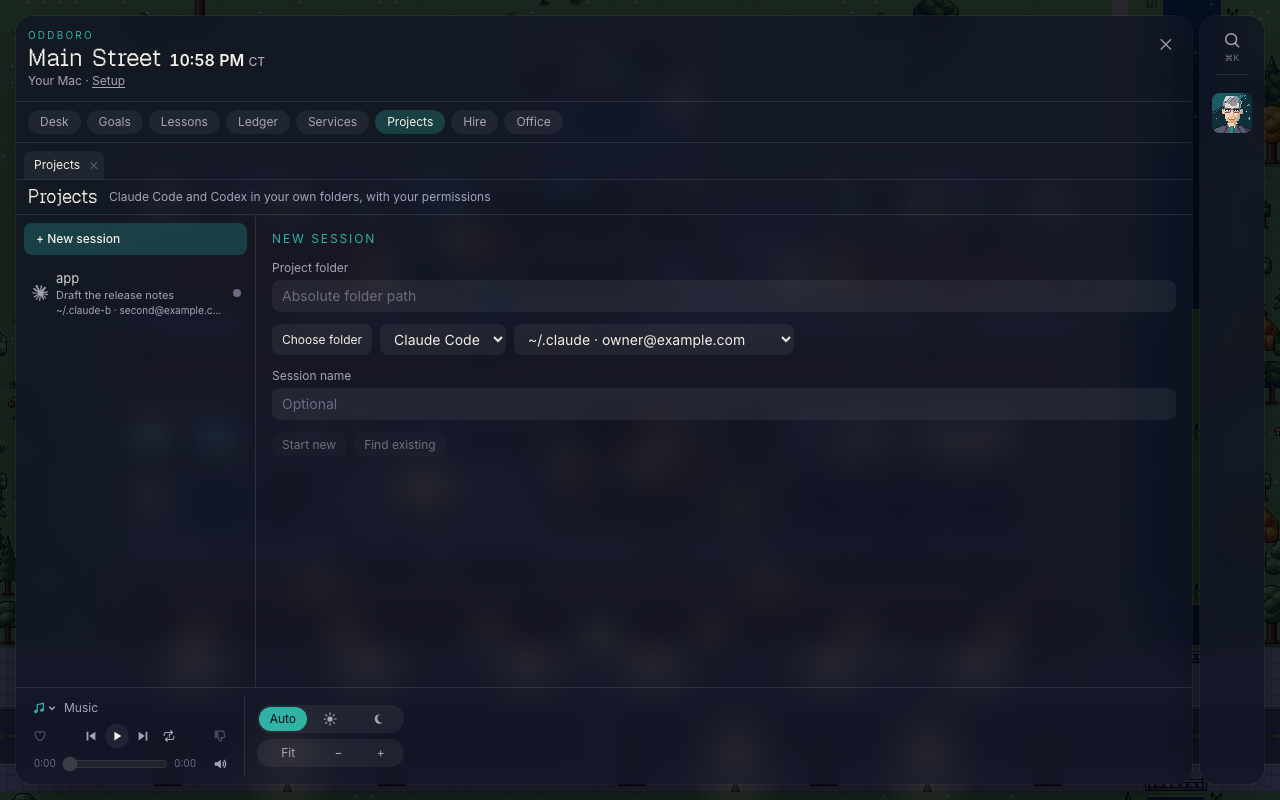 ODDBORO
Main Street 10:58 PM CT
Your Mac · Setup
⌘K
Desk Goals Lessons Ledger Services Projects Hire Office
Projects ×
Projects Claude Code and Codex in your own folders, with your permissions
+ New session
app
Draft the release notes
~/.claude-b · second@example.c...
NEW SESSION
Project folder
Absolute folder path
Choose folder Claude Code ~/.claude · owner@example.com
Session name
Optional
Start new Find existing
Music
0:00 0:00
Auto
Fit − +